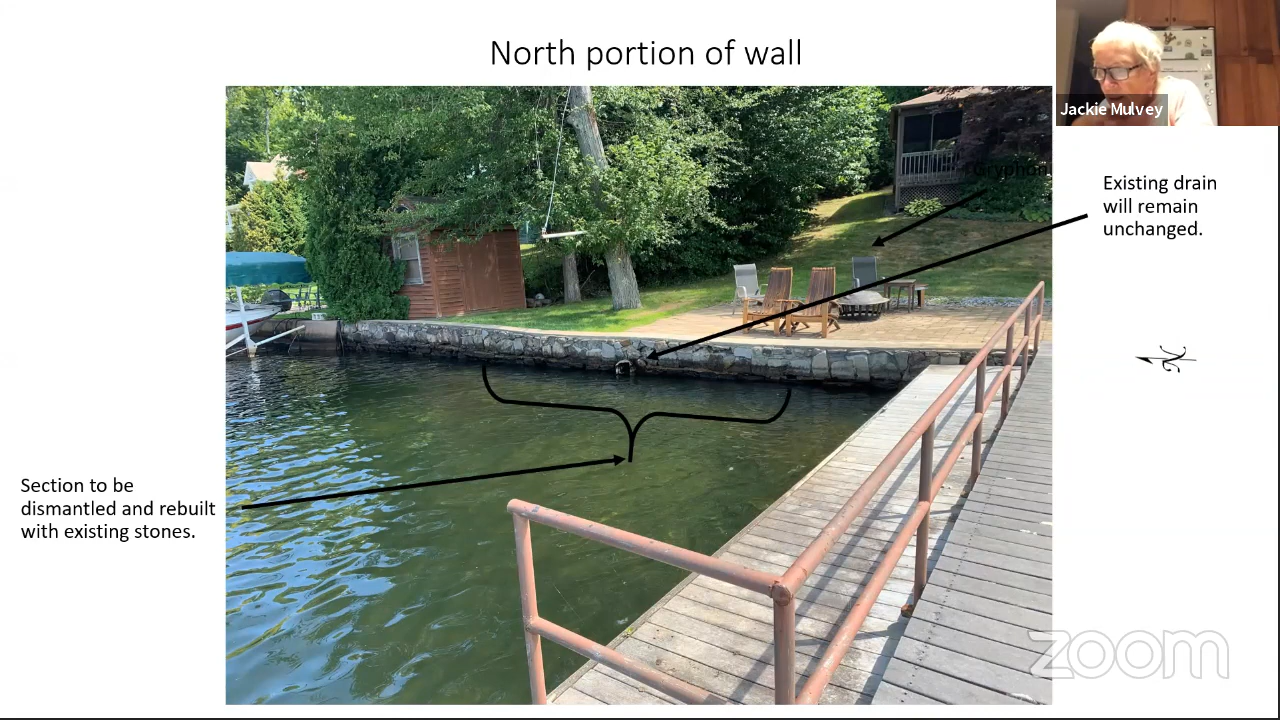 North portion of wall
Jackie Mulvey
Gryphon
Existing drain
will remain
unchanged.
Section to be
dismantled and rebuilt
with existing stones.
N
zoom